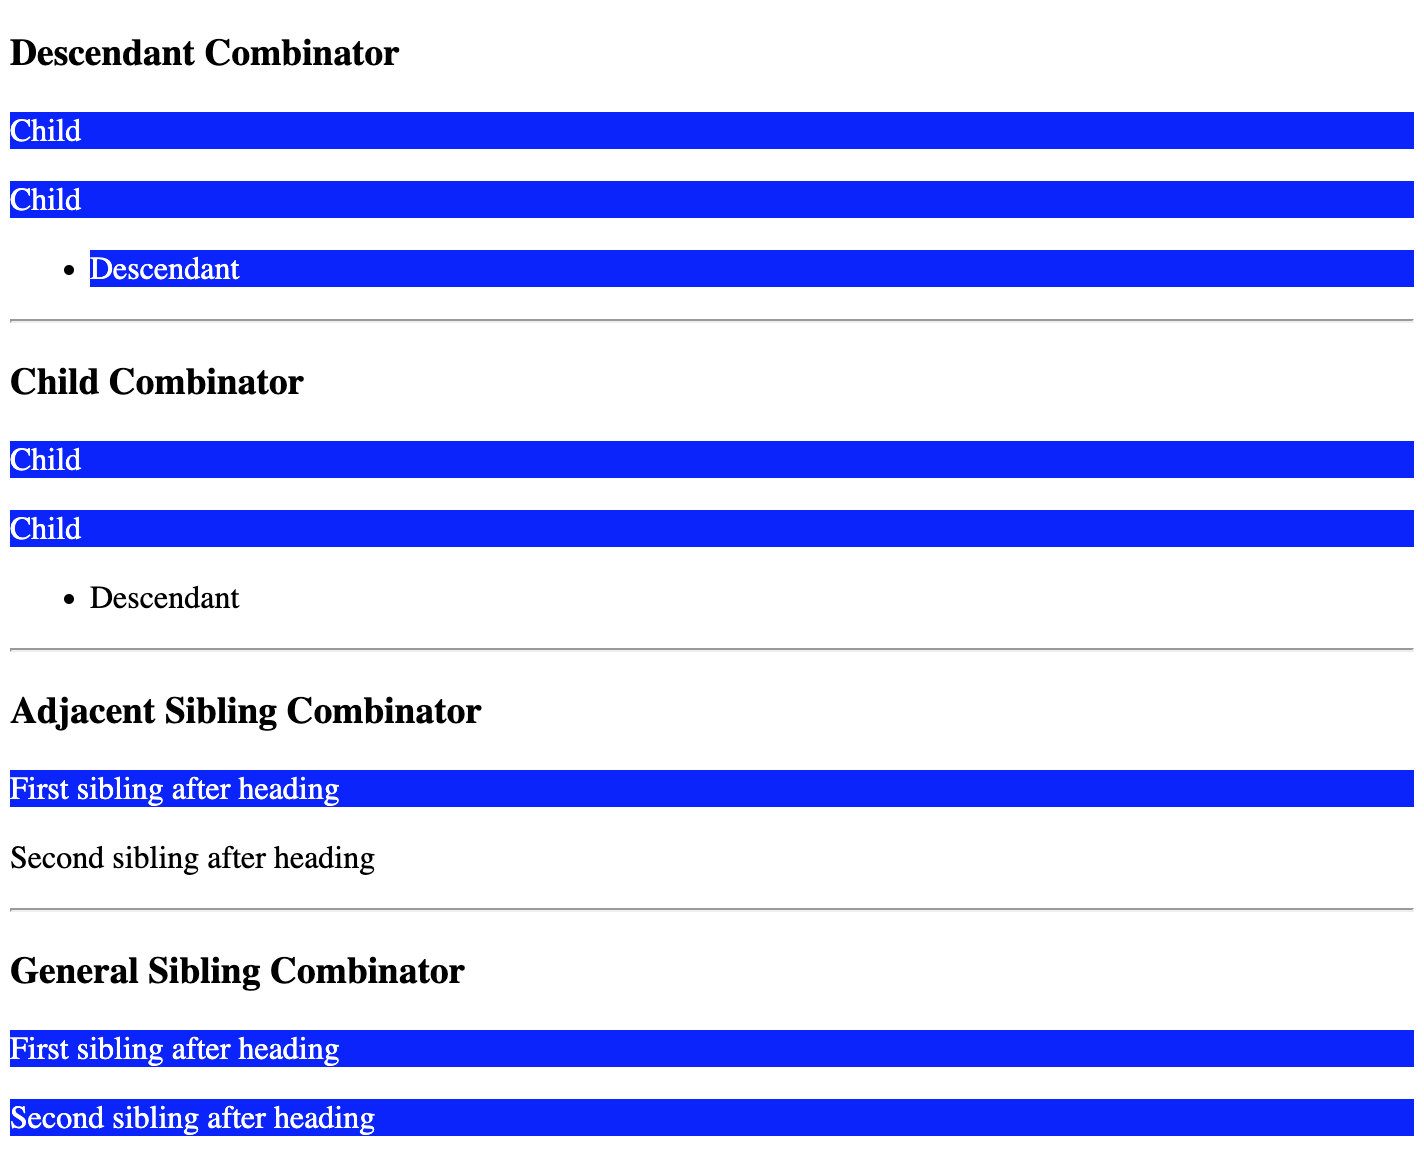 Descendant Combinator
Child
Child
• Descendant
Child Combinator
Child
Child
• Descendant
Adjacent Sibling Combinator
First sibling after heading
Second sibling after heading
General Sibling Combinator
First sibling after heading
Second sibling after heading